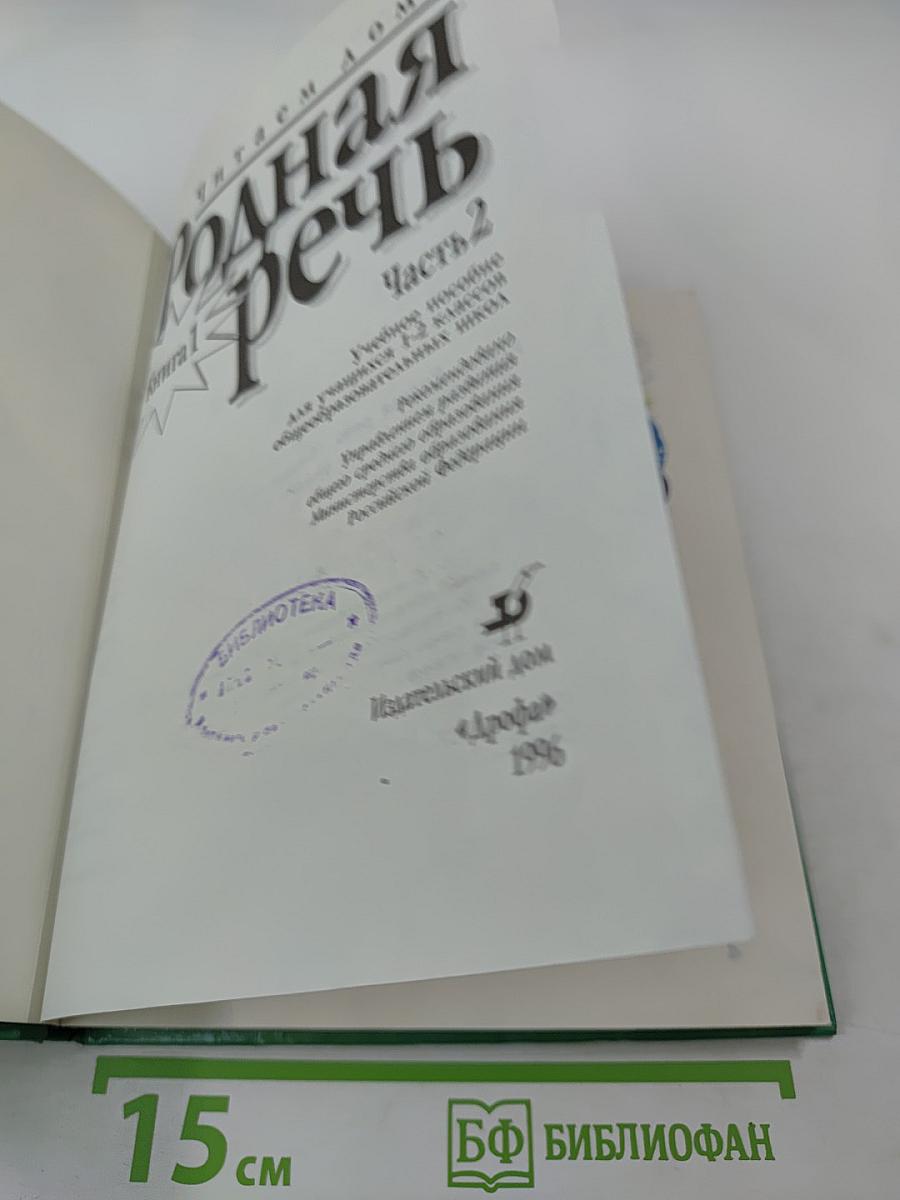 читаем дом
Родная
речь
Книга 1
Часть 2
Учебное пособие
для учащихся 1-2 классов
общеобразовательных школ
Рекомендовано
Управлением развития
общего среднего образования
Министерства образования
Российской Федерации
БИБЛИОТЕКА
Издательский дом
«Дрофа»
1996
15 см
БФ БИБЛИОФАН